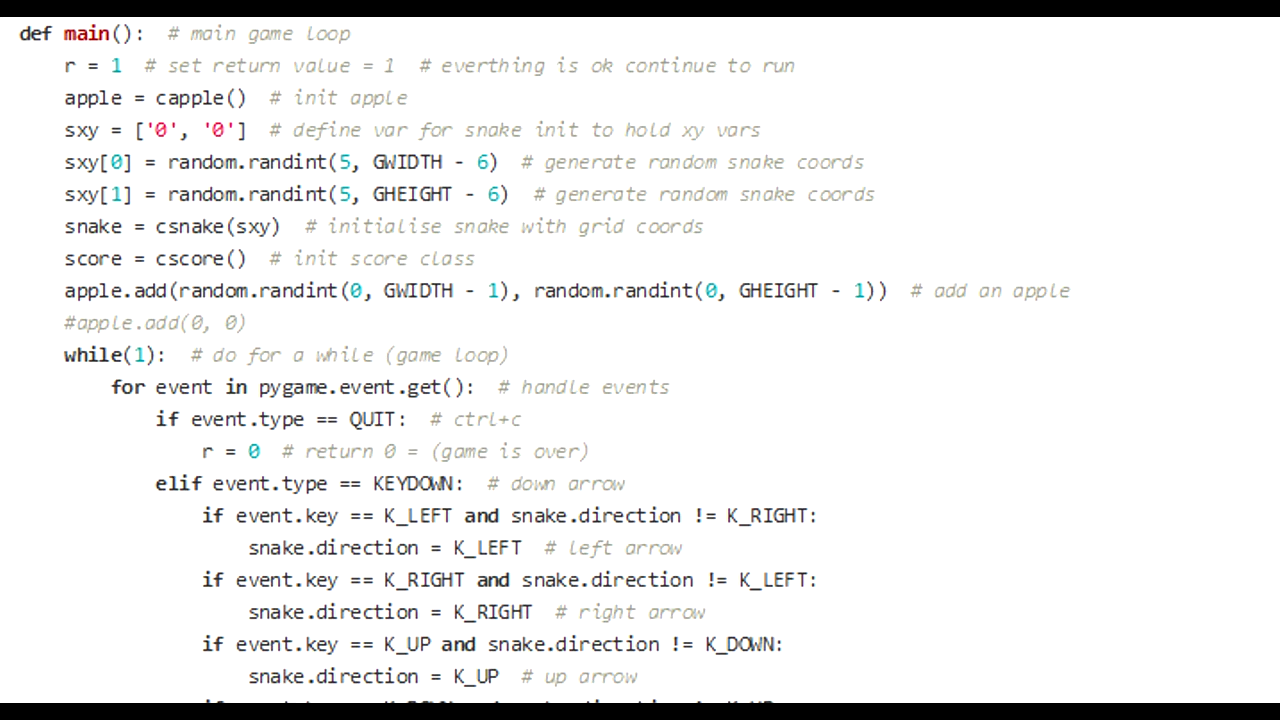 def main():  # main game loop
    r = 1  # set return value = 1  # everthing is ok continue to run
    apple = capple()  # init apple
    sxy = ['0', '0']  # define var for snake init to hold xy vars
    sxy[0] = random.randint(5, GWIDTH - 6)  # generate random snake coords
    sxy[1] = random.randint(5, GHEIGHT - 6)  # generate random snake coords
    snake = csnake(sxy)  # initialise snake with grid coords
    score = cscore()  # init score class
    apple.add(random.randint(0, GWIDTH - 1), random.randint(0, GHEIGHT - 1))  # add an apple
    #apple.add(0, 0)
    while(1):  # do for a while (game loop)
        for event in pygame.event.get():  # handle events
            if event.type == QUIT:  # ctrl+c
                r = 0  # return 0 = (game is over)
            elif event.type == KEYDOWN:  # down arrow
                if event.key == K_LEFT and snake.direction != K_RIGHT:
                    snake.direction = K_LEFT  # left arrow
                if event.key == K_RIGHT and snake.direction != K_LEFT:
                    snake.direction = K_RIGHT  # right arrow
                if event.key == K_UP and snake.direction != K_DOWN:
                    snake.direction = K_UP  # up arrow